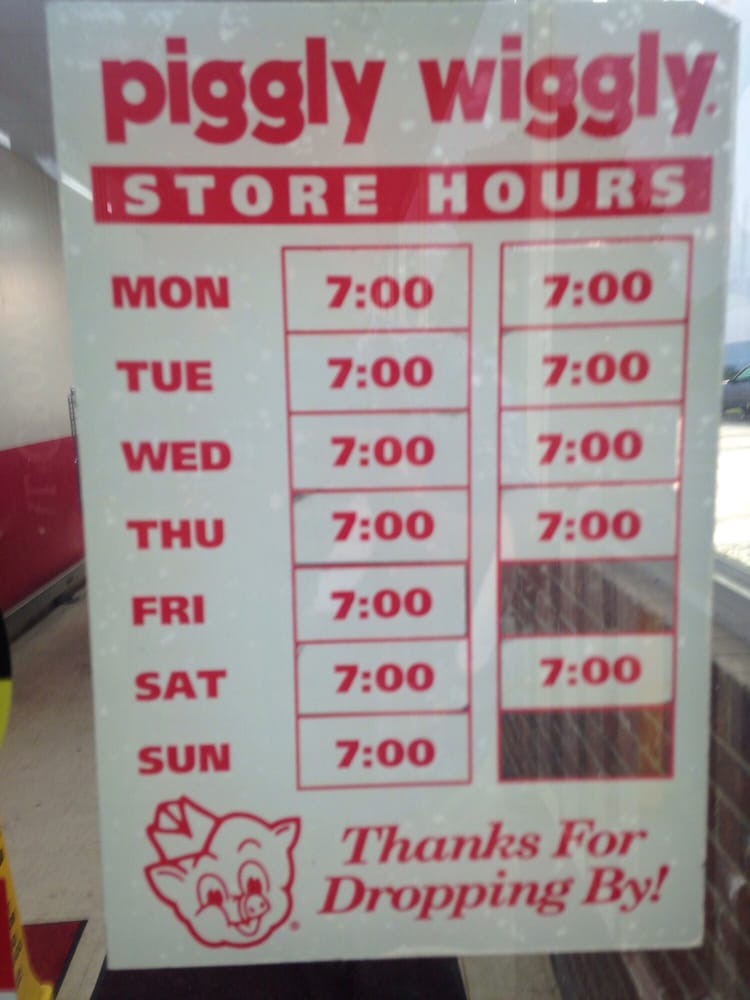 piggly wiggly
STORE HOURS
MON 7:00 7:00
TUE 7:00 7:00
WED 7:00 7:00
THU 7:00 7:00
FRI 7:00
SAT 7:00 7:00
SUN 7:00
Thanks For
Dropping By!